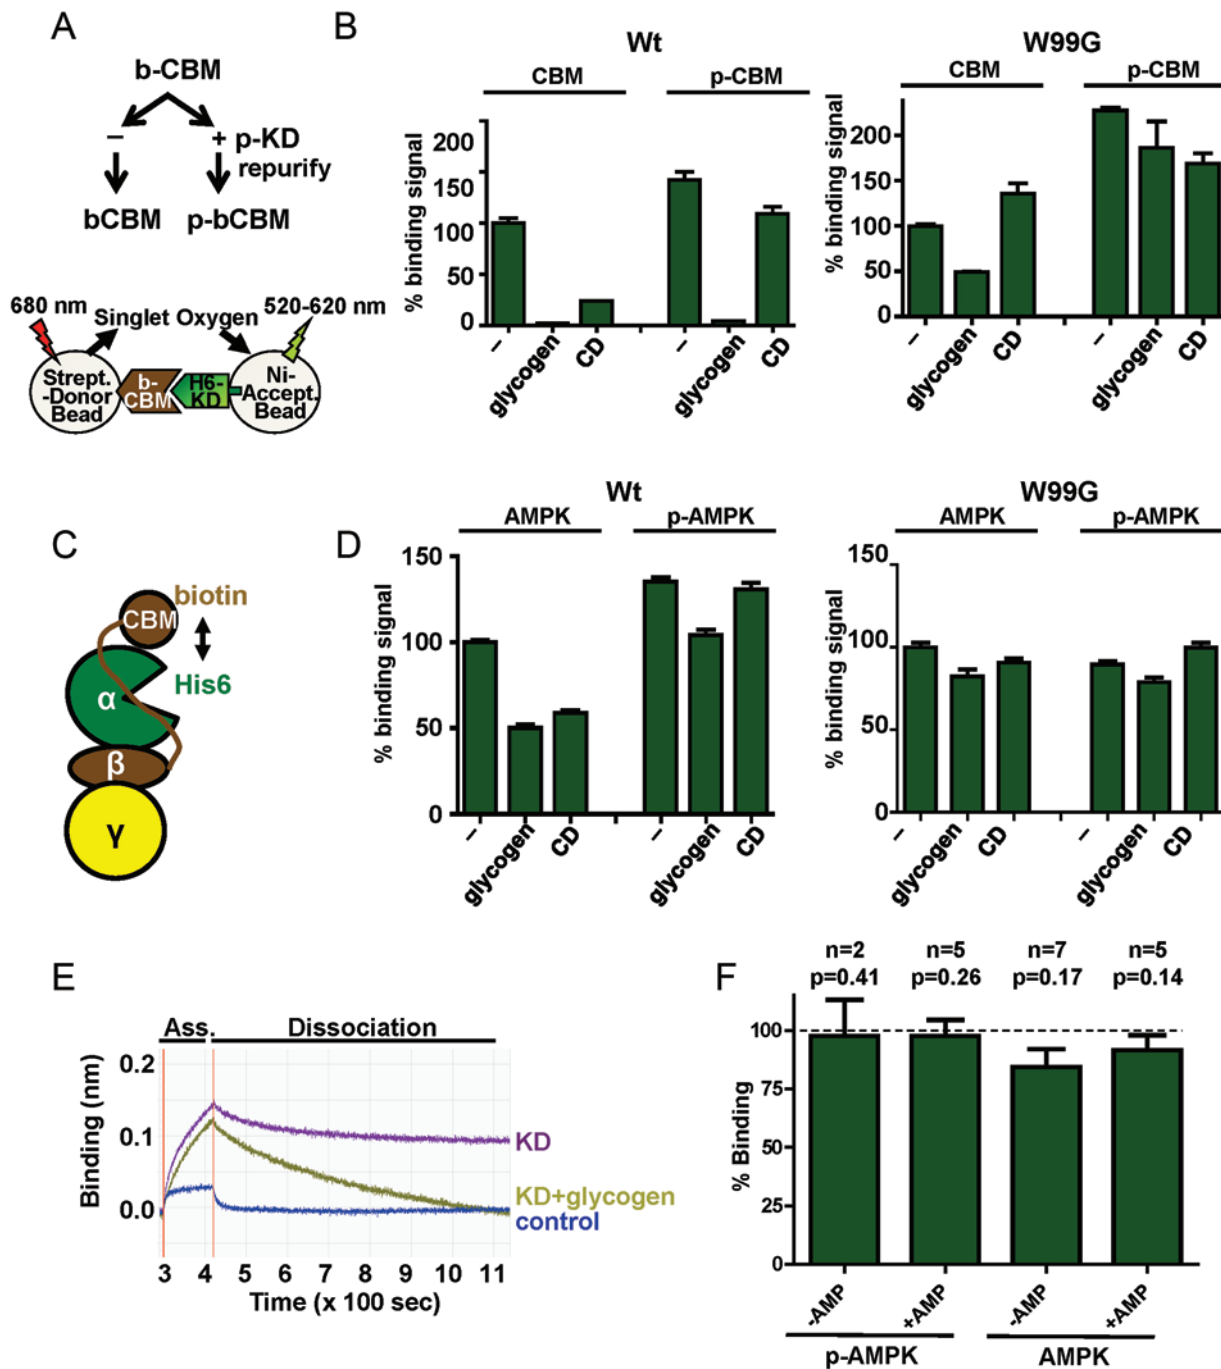 A
b-CBM
– + p-KD
repurify
bCBM p-bCBM
680 nm
Singlet Oxygen
520-620 nm
Strept.
-Donor
Bead
b-
CBM
H6-
KD
Ni-
Accept.
Bead
B
Wt
CBM p-CBM
% binding signal
200
150
100
50
0
– glycogen CD – glycogen CD
W99G
CBM p-CBM
% binding signal
200
150
100
50
0
– glycogen CD – glycogen CD
C
CBM
biotin
His6
α
β
γ
D
Wt
AMPK p-AMPK
% binding signal
150
100
50
0
– glycogen CD – glycogen CD
W99G
AMPK p-AMPK
% binding signal
150
100
50
0
– glycogen CD – glycogen CD
E
Ass. Dissociation
Binding (nm)
0.2
0.1
0.0
KD
KD+glycogen
control
3 4 5 6 7 8 9 10 11
Time (x 100 sec)
F
n=2 n=5 n=7 n=5
p=0.41 p=0.26 p=0.17 p=0.14
% Binding
100
75
50
25
0
-AMP +AMP -AMP +AMP
p-AMPK AMPK